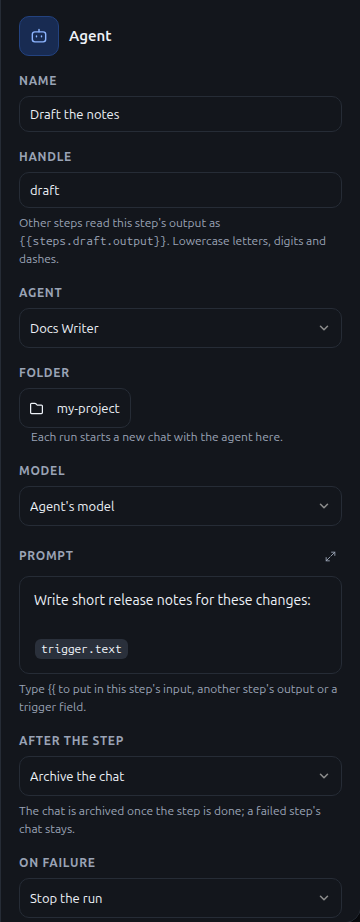 Agent
NAME
Draft the notes
HANDLE
draft
Other steps read this step's output as
{{steps.draft.output}}. Lowercase letters, digits and
dashes.
AGENT
Docs Writer
FOLDER
my-project
Each run starts a new chat with the agent here.
MODEL
Agent's model
PROMPT
Write short release notes for these changes:
trigger.text
Type {{ to put in this step's input, another step's output or a
trigger field.
AFTER THE STEP
Archive the chat
The chat is archived once the step is done; a failed step's
chat stays.
ON FAILURE
Stop the run